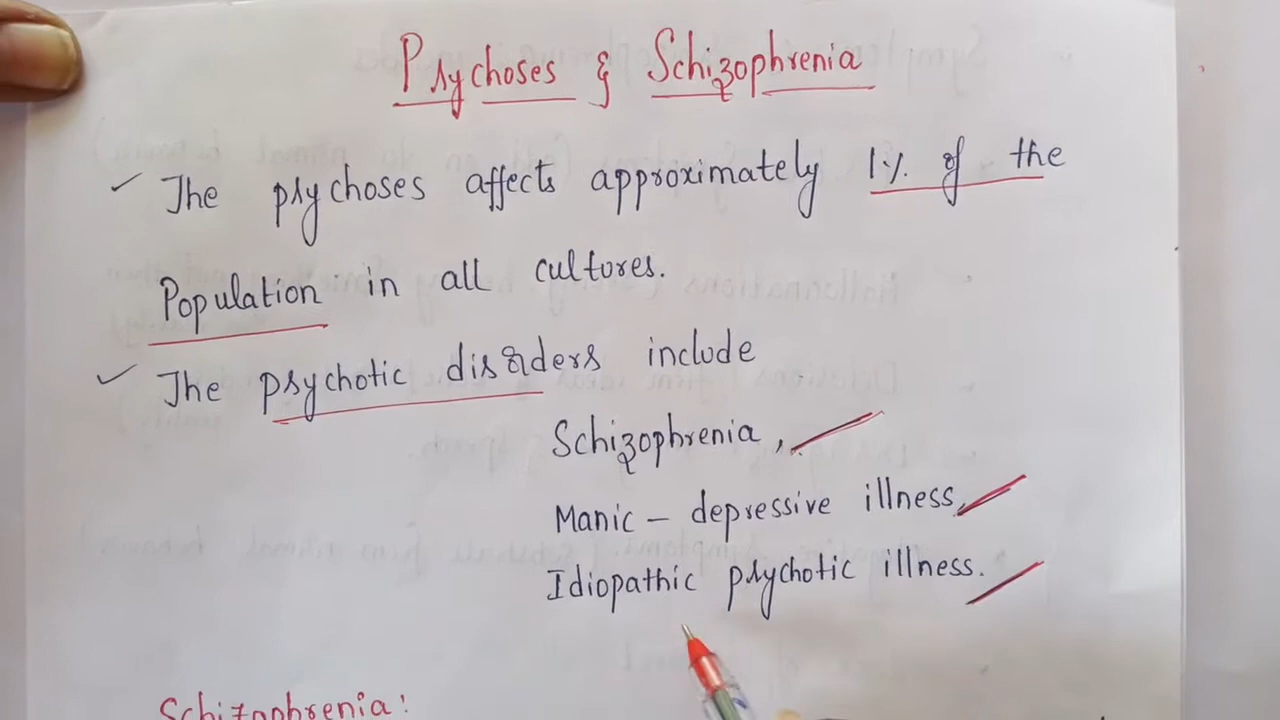 Psychoses & Schizophrenia
The psychoses affects approximately 1% of the
Population in all cultures.
The psychotic disorders include
Schizophrenia,
Manic - depressive illness,
Idiopathic psychotic illness.
Schizophrenia: